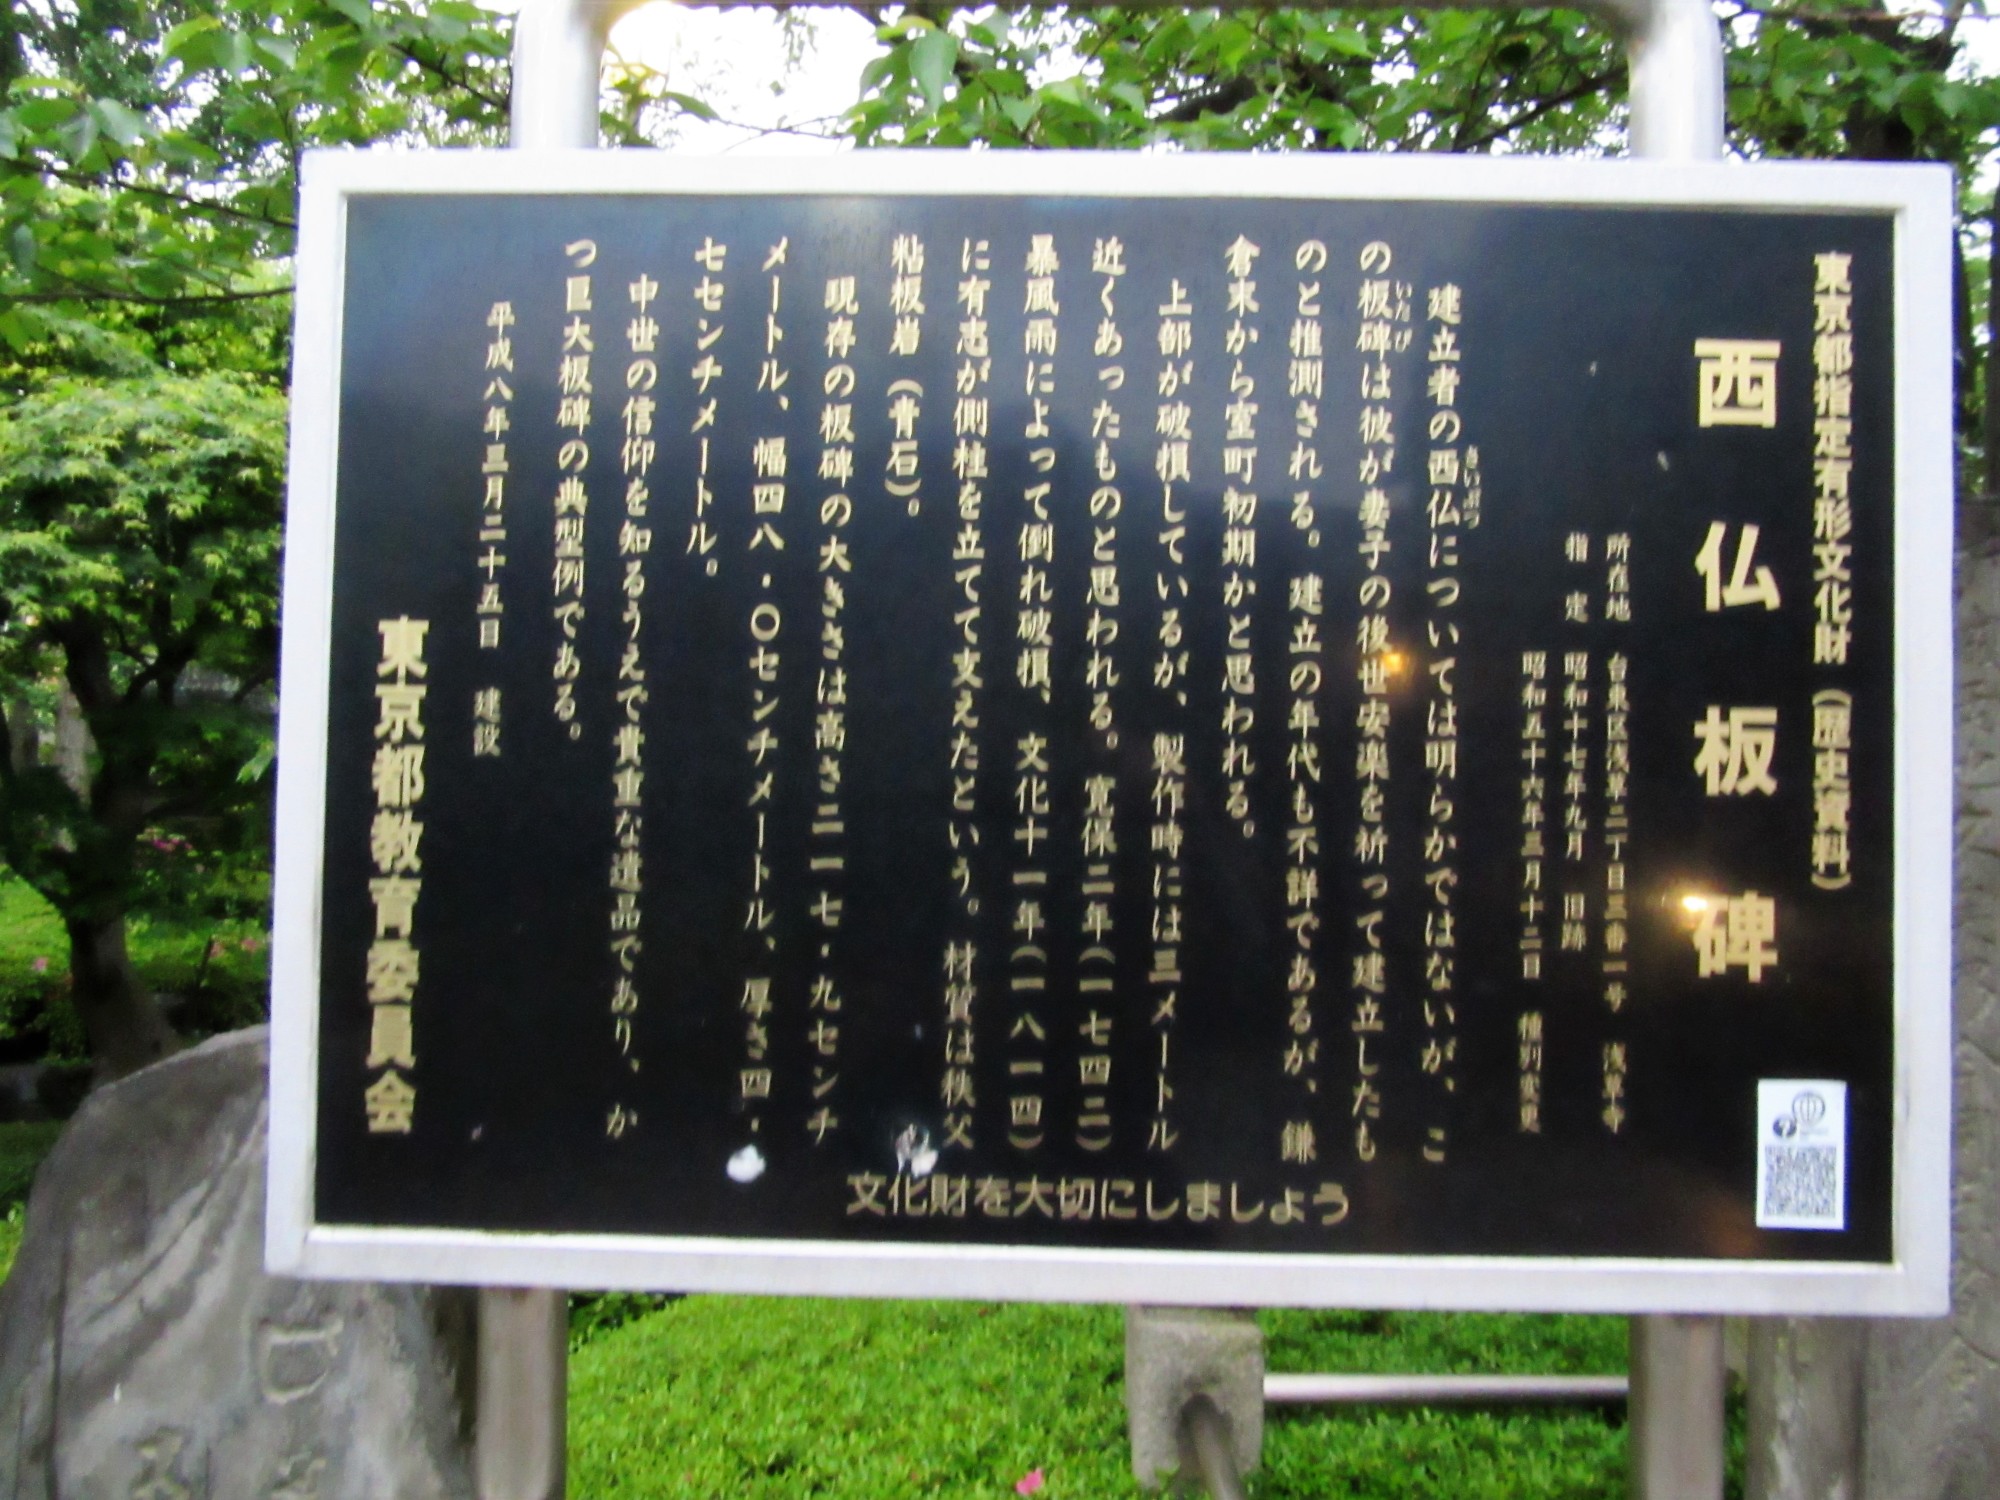 東京都指定有形文化財（歴史資料）
西仏板碑
所在地　台東区浅草二丁目三番一号　浅草寺
指定　昭和十七年九月　旧跡
昭和五十六年三月十二日　種別変更
建立者の西仏については明らかではないが、こ
さいぶつ
の板碑は彼が妻子の後世安楽を祈って建立したも
いたび
のと推測される。建立の年代も不詳であるが、鎌
倉末から室町初期かと思われる。
上部が破損しているが、製作時には三メートル
近くあったものと思われる。寛保二年（一七四二）
暴風雨によって倒れ破損、文化十一年（一八一四）
に有志が側柱を立てて支えたという。材質は秩父
粘板岩（青石）。
現存の板碑の大きさは高さ二一七・九センチ
メートル、幅四八・〇センチメートル、厚さ四・
七センチメートル。
中世の信仰を知るうえで貴重な遺品であり、か
つ巨大板碑の典型例である。
平成八年三月二十五日　建設
東京都教育委員会
文化財を大切にしましょう